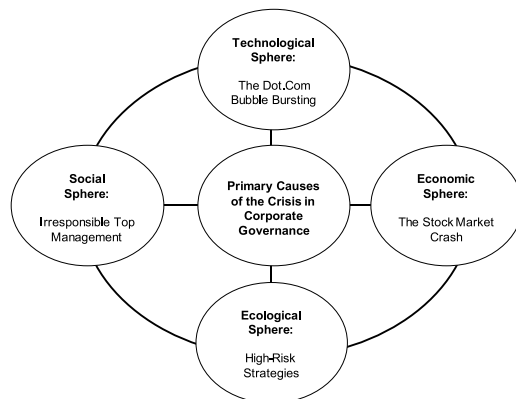 Technological
Sphere:
The Dot.Com
Bubble Bursting
Social
Sphere:
Irresponsible Top
Management
Primary Causes
of the Crisis in
Corporate
Governance
Economic
Sphere:
The Stock Market
Crash
Ecological
Sphere:
High-Risk
Strategies